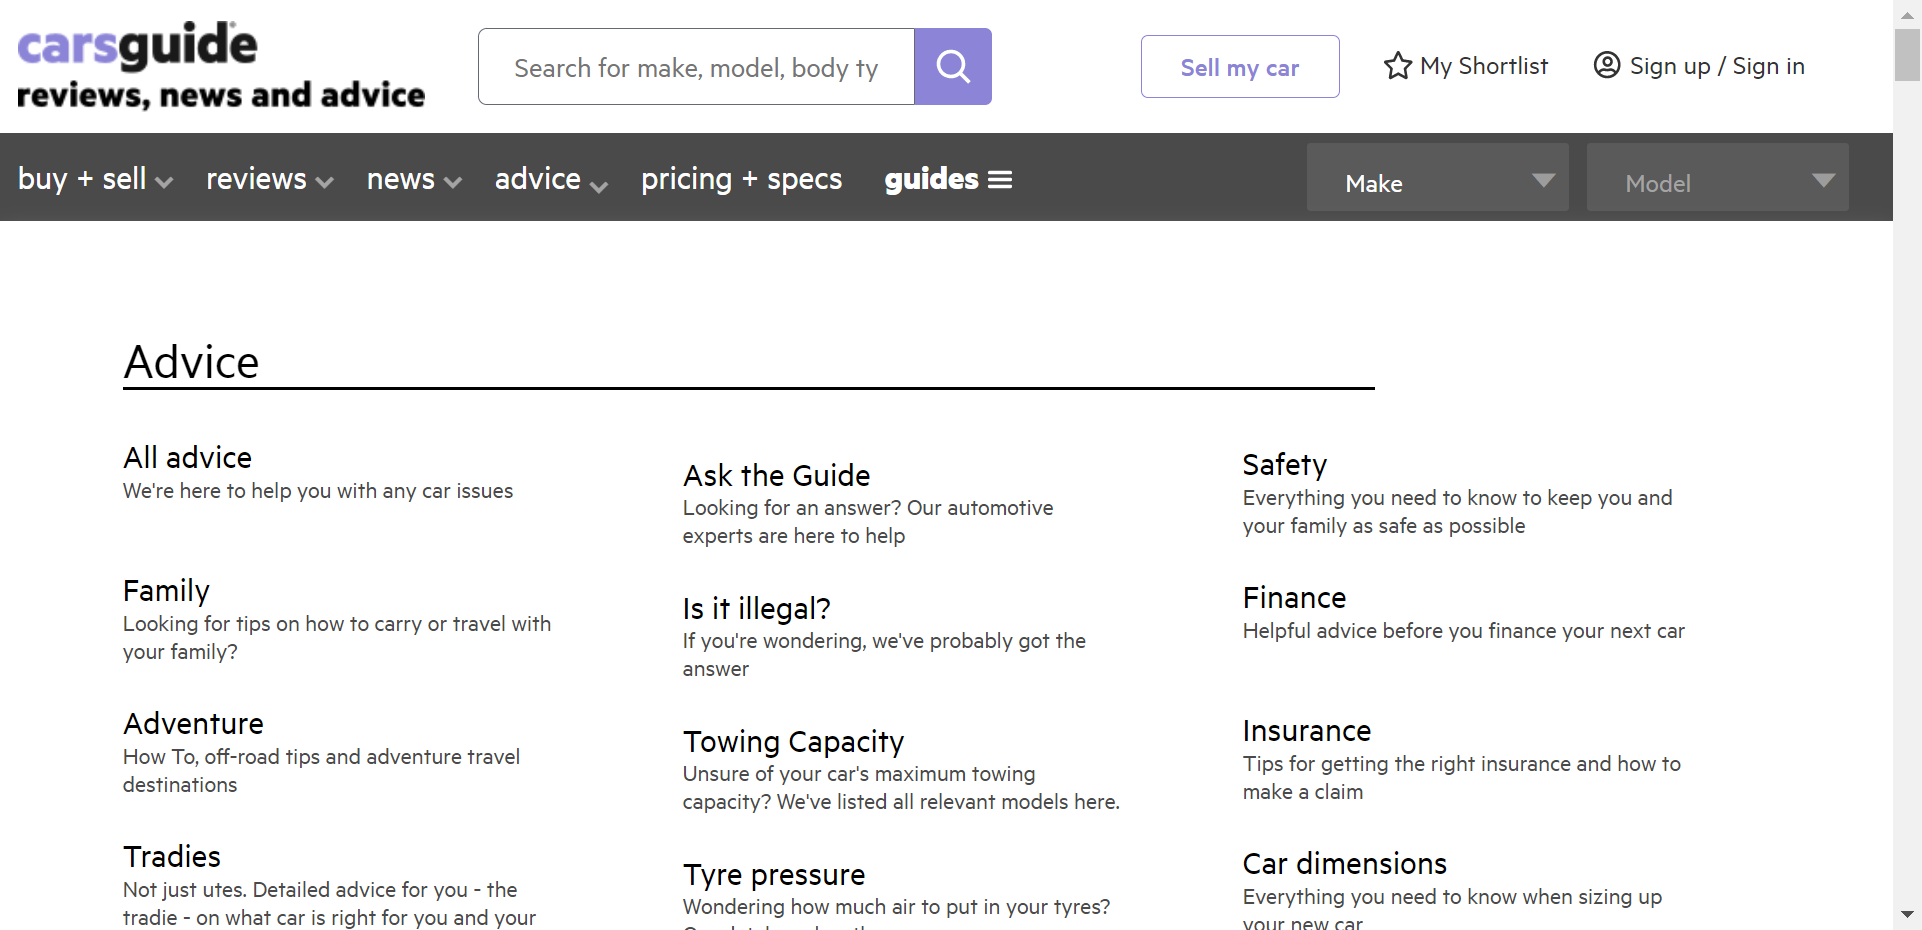 carsguide
reviews, news and advice
Search for make, model, body ty
Sell my car
My Shortlist
Sign up / Sign in
buy + sell
reviews
news
advice
pricing + specs
guides
Make
Model
Advice
All advice
We're here to help you with any car issues
Family
Looking for tips on how to carry or travel with
your family?
Adventure
How To, off-road tips and adventure travel
destinations
Tradies
Not just utes. Detailed advice for you - the
tradie - on what car is right for you and your
Ask the Guide
Looking for an answer? Our automotive
experts are here to help
Is it illegal?
If you're wondering, we've probably got the
answer
Towing Capacity
Unsure of your car's maximum towing
capacity? We've listed all relevant models here.
Tyre pressure
Wondering how much air to put in your tyres?
Safety
Everything you need to know to keep you and
your family as safe as possible
Finance
Helpful advice before you finance your next car
Insurance
Tips for getting the right insurance and how to
make a claim
Car dimensions
Everything you need to know when sizing up
your new car